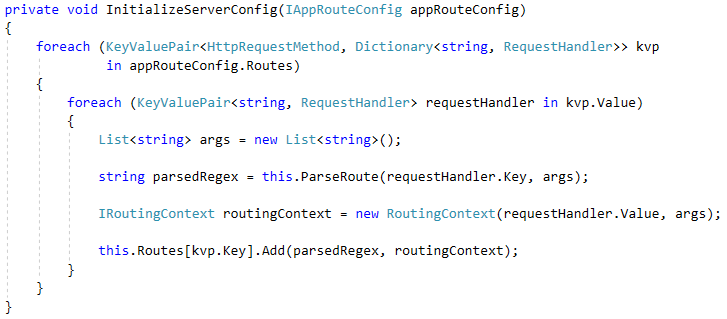 private void InitializeServerConfig(IAppRouteConfig appRouteConfig)
{
    foreach (KeyValuePair<HttpRequestMethod, Dictionary<string, RequestHandler>> kvp
             in appRouteConfig.Routes)
    {
        foreach (KeyValuePair<string, RequestHandler> requestHandler in kvp.Value)
        {
            List<string> args = new List<string>();

            string parsedRegex = this.ParseRoute(requestHandler.Key, args);

            IRoutingContext routingContext = new RoutingContext(requestHandler.Value, args);

            this.Routes[kvp.Key].Add(parsedRegex, routingContext);
        }
    }
}